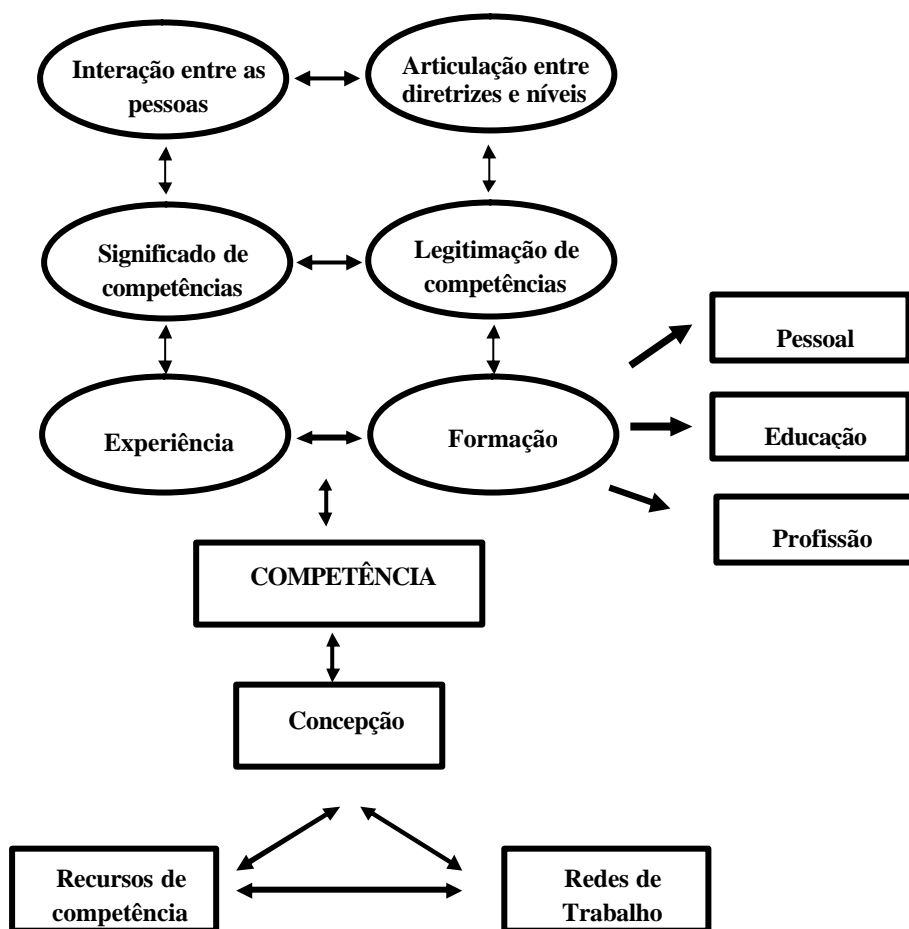 Interação entre as
pessoas
Articulação entre
diretrizes e níveis
Significado de
competências
Legitimação de
competências
Pessoal
Experiência
Formação
Educação
Profissão
COMPETÊNCIA
Concepção
Recursos de
competência
Redes de
Trabalho